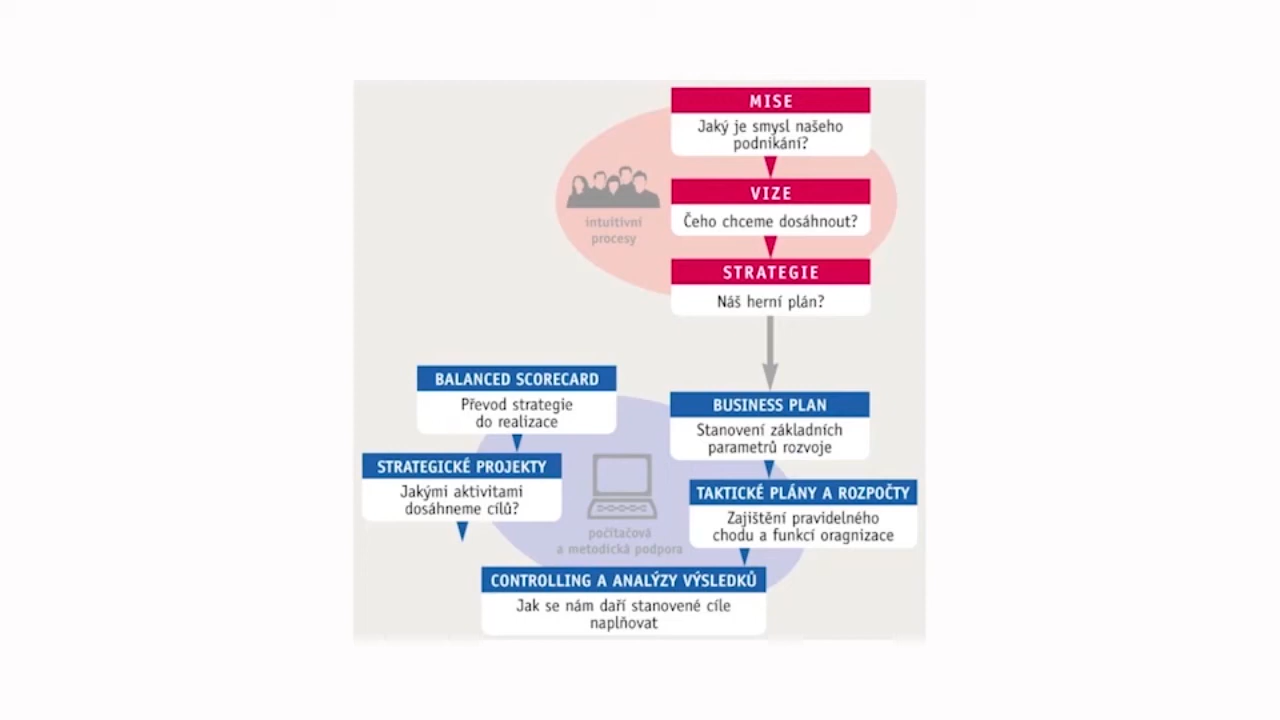 MISE
Jaký je smysl našeho
podnikání?
VIZE
Čeho chceme dosáhnout?
intuitivní
procesy
STRATEGIE
Náš herní plán?
BALANCED SCORECARD
Převod strategie
do realizace
BUSINESS PLAN
Stanovení základních
parametrů rozvoje
STRATEGICKÉ PROJEKTY
Jakými aktivitami
dosáhneme cílů?
TAKTICKÉ PLÁNY A ROZPOČTY
Zajištění pravidelného
chodu a funkcí oragnizace
počítačová
a metodická podpora
CONTROLLING A ANALÝZY VÝSLEDKŮ
Jak se nám daří stanovené cíle
naplňovat